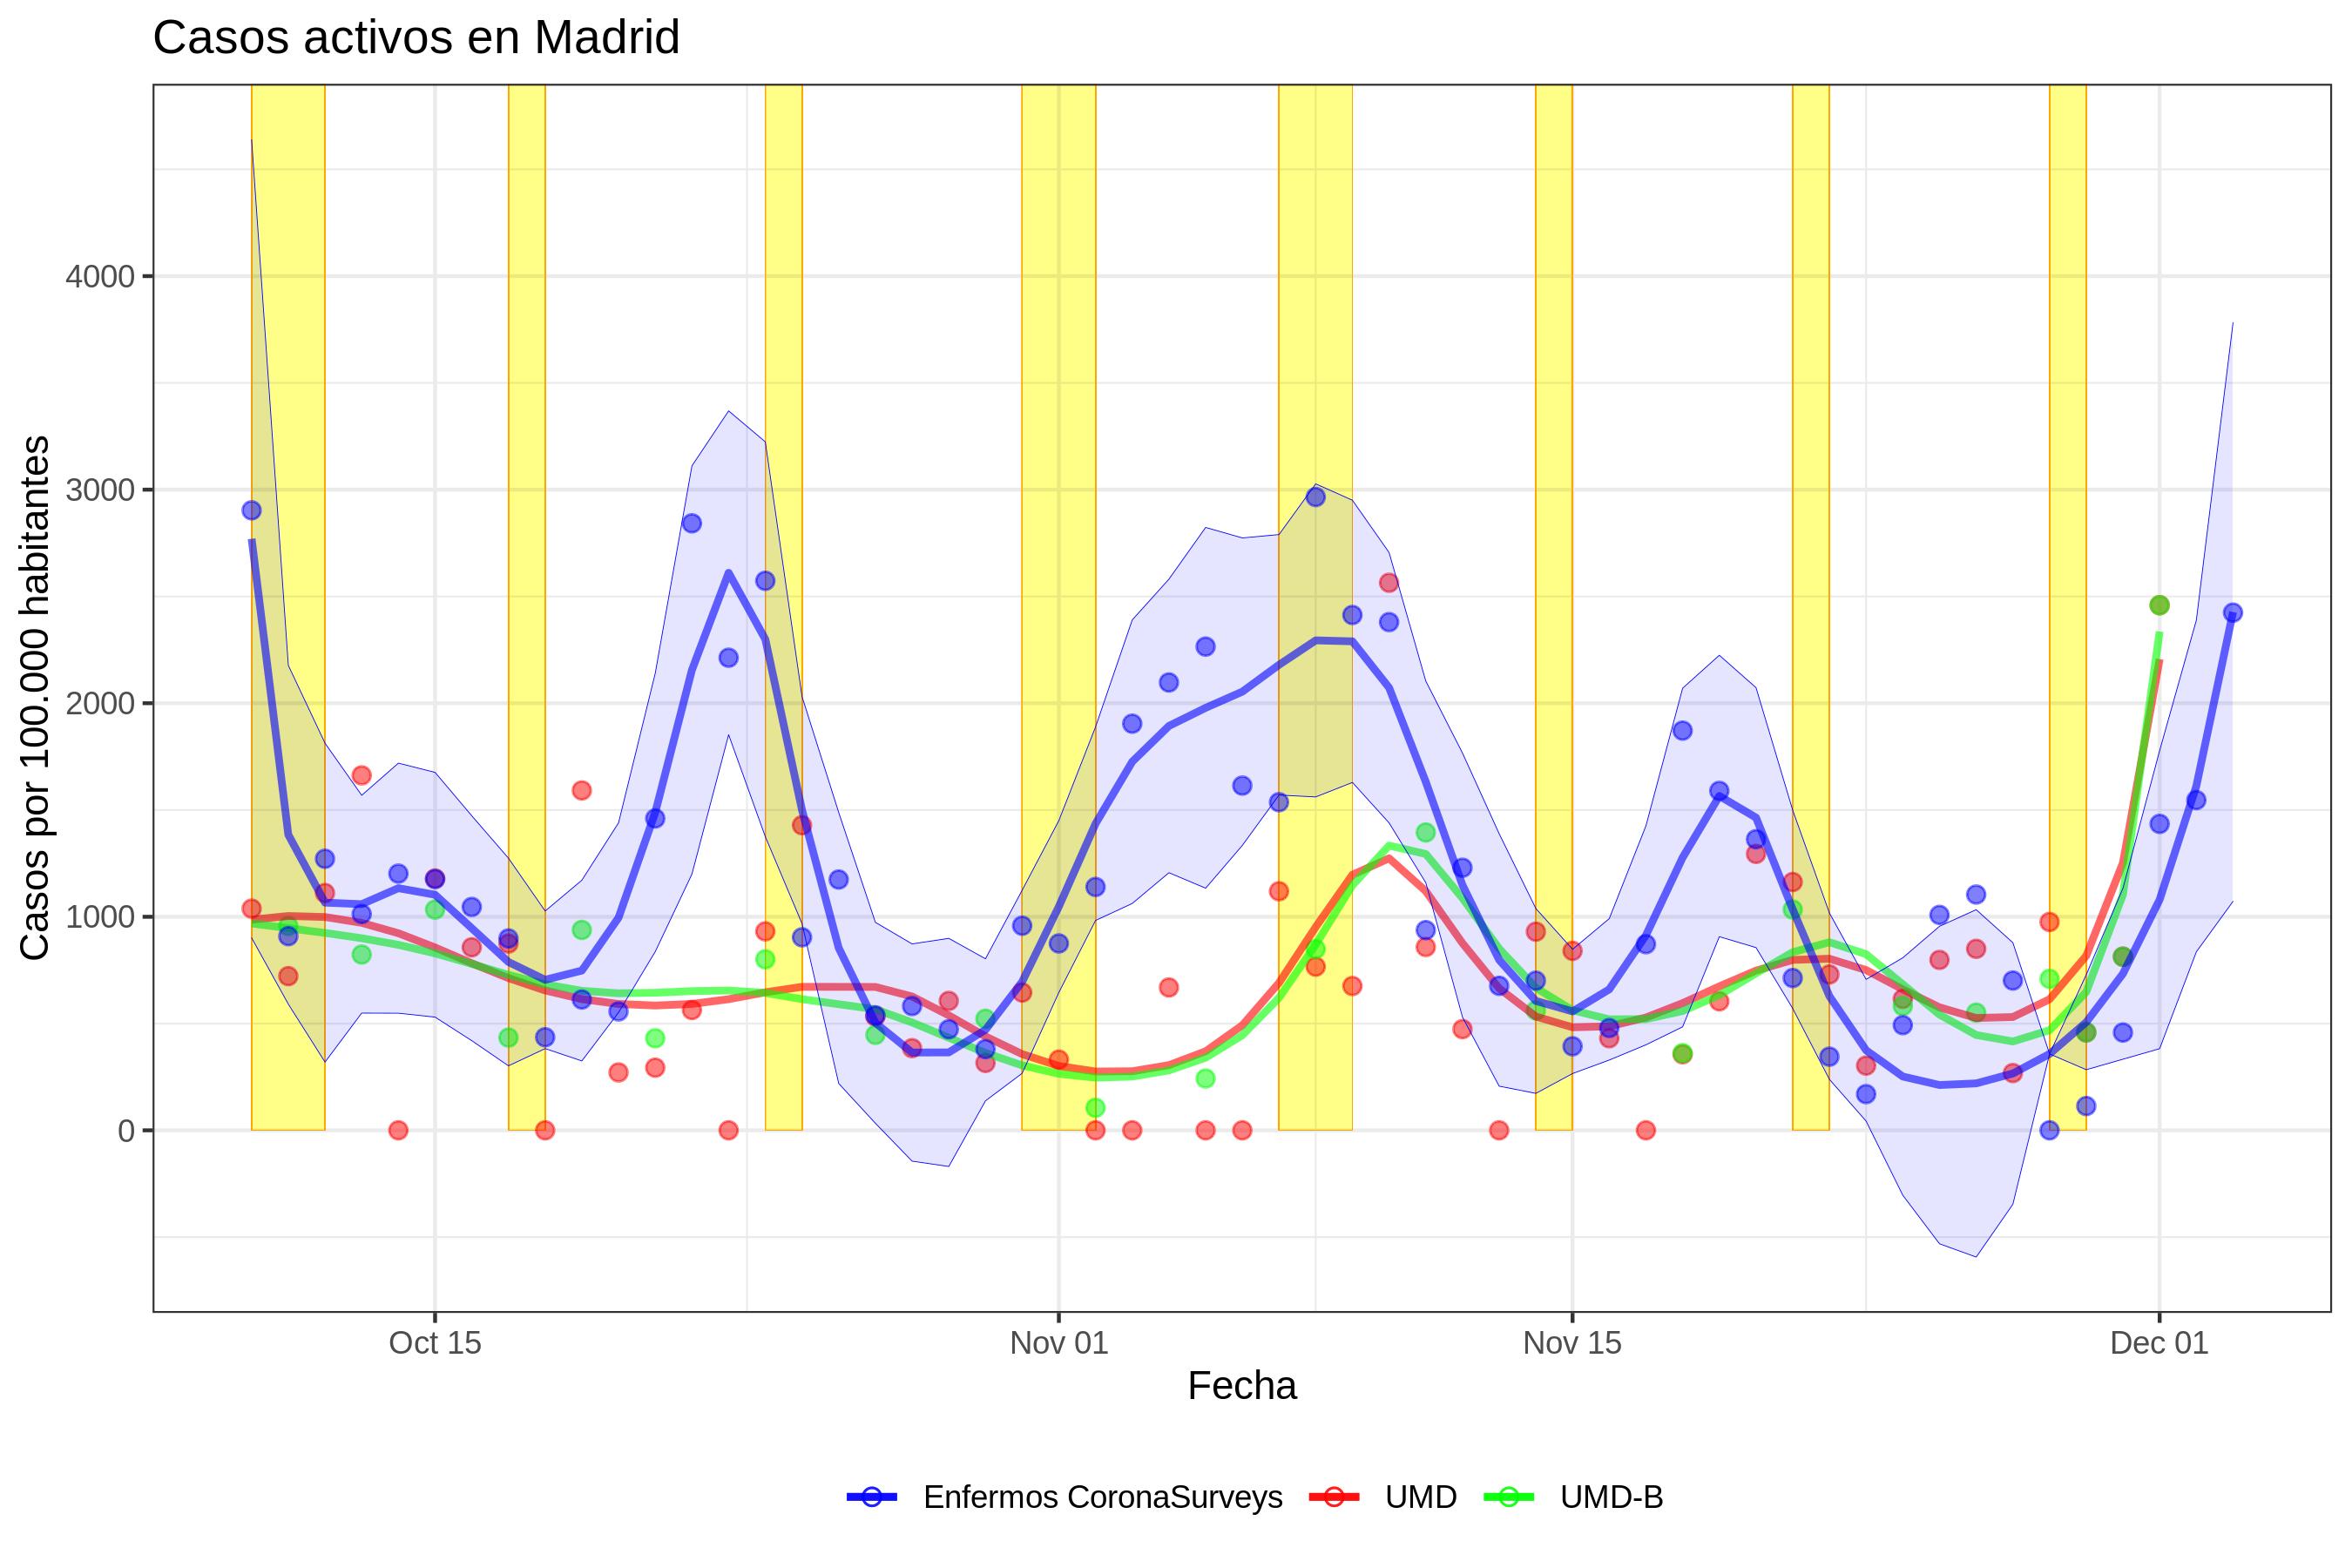 Casos activos en Madrid
Casos por 100.000 habitantes
4000
3000
2000
1000
0
Oct 15 Nov 01 Nov 15 Dec 01
Fecha
Enfermos CoronaSurveys UMD UMD-B